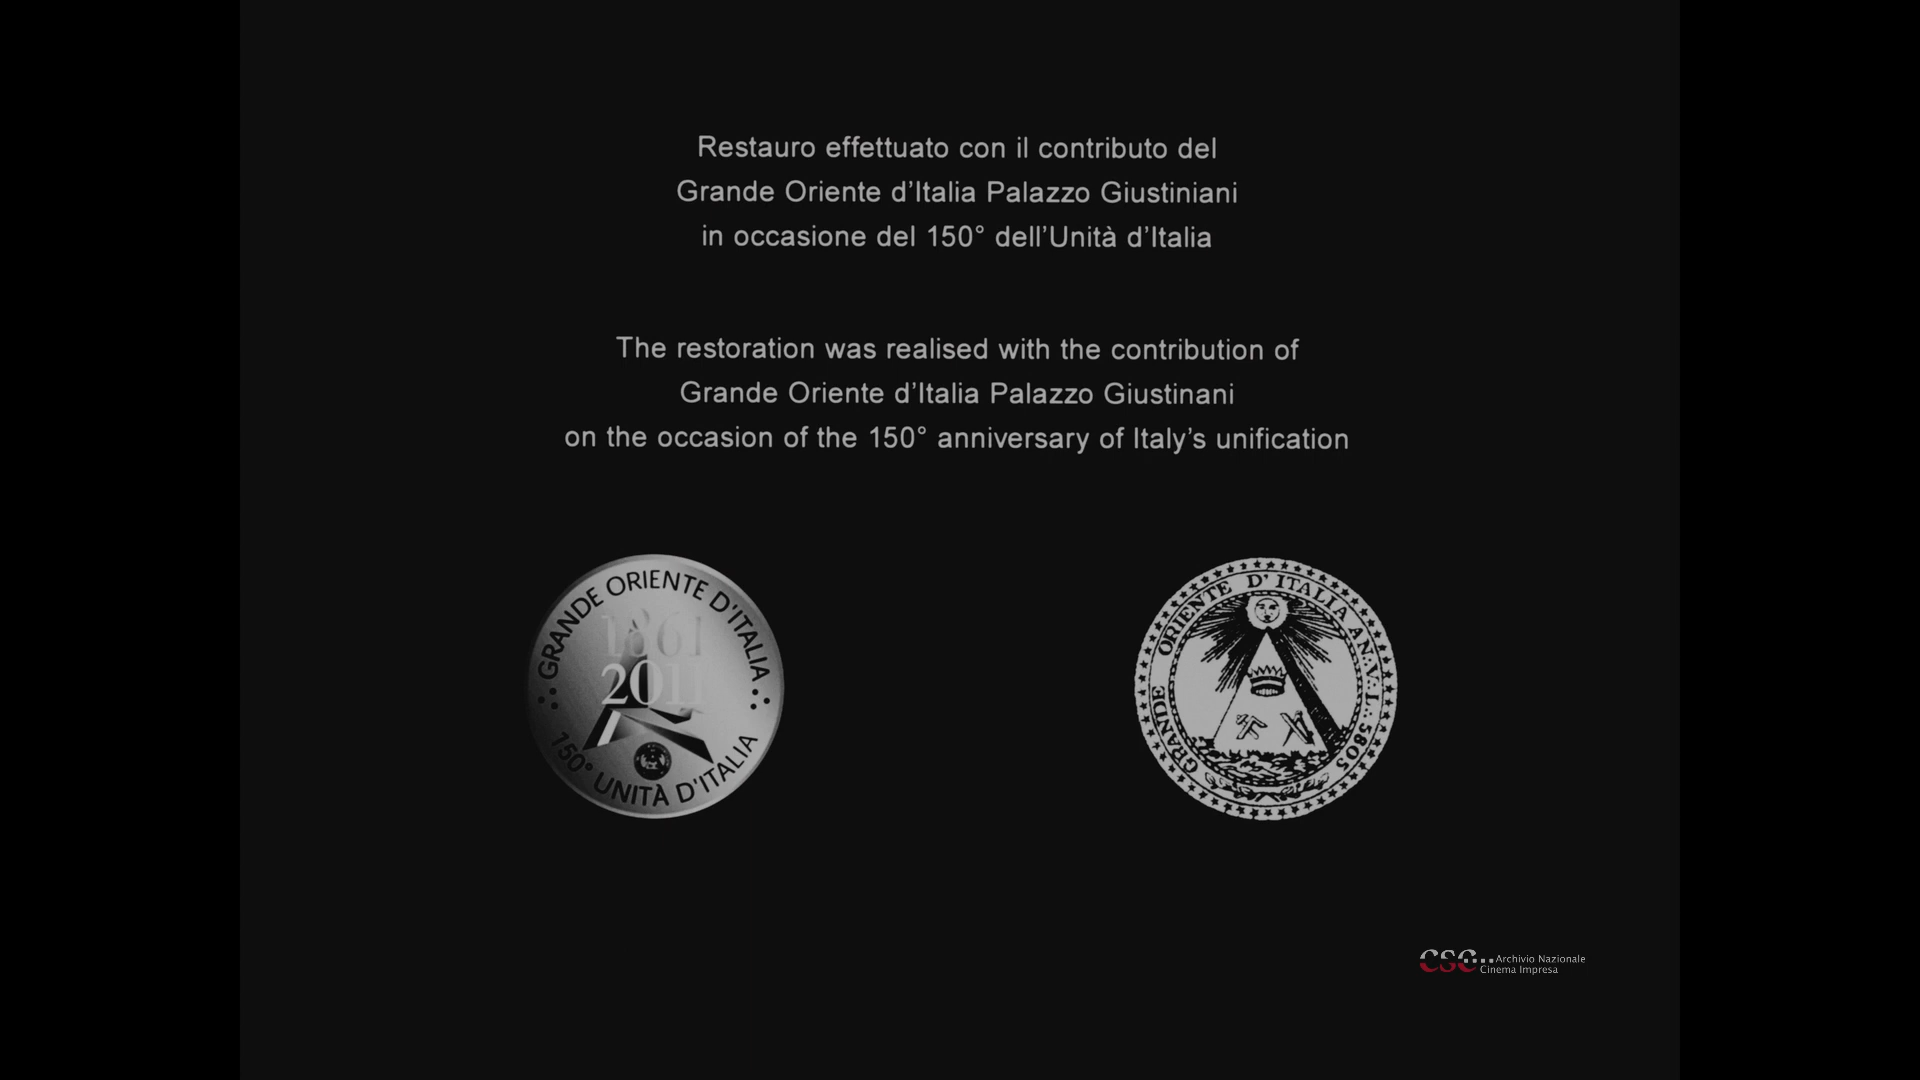 Restauro effettuato con il contributo del
Grande Oriente d’Italia Palazzo Giustiniani
in occasione del 150° dell’Unità d’Italia
The restoration was realised with the contribution of
Grande Oriente d’Italia Palazzo Giustinani
on the occasion of the 150° anniversary of Italy’s unification
GRANDE ORIENTE D'ITALIA
1861
2011
150° UNITÀ D'ITALIA
GRANDE ORIENTE D' ITALIA AN. V. L. 5805
CSC Archivio Nazionale
Cinema Impresa